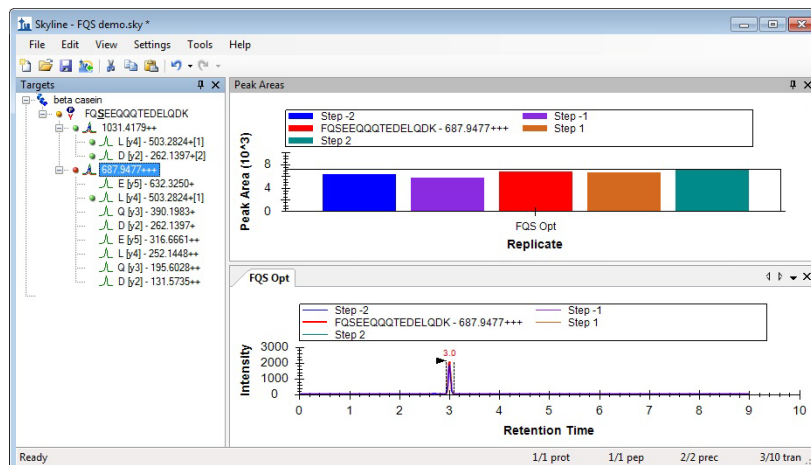 Skyline - FQS demo.sky *
File Edit View Settings Tools Help
Targets
beta casein
FQSEEQQQTEDELQDK
1031.4179++
L [y4] - 503.2824+[1]
D [y2] - 262.1397+[2]
687.9477+++
E [y5] - 632.3250+
L [y4] - 503.2824+[1]
Q [y3] - 390.1983+
D [y2] - 262.1397+
E [y5] - 316.6661++
L [y4] - 252.1448++
Q [y3] - 195.6028++
D [y2] - 131.5735++
Peak Areas
Step -2 Step -1
FQSEEQQQTEDELQDK - 687.9477+++ Step 1
Step 2
Peak Area (10^3)
8
4
0
FQS Opt
Replicate
FQS Opt
Step -2 Step -1
FQSEEQQQTEDELQDK - 687.9477+++ Step 1
Step 2
Intensity
3000
2000
1000
0
3.0
0 1 2 3 4 5 6 7 8 9 10
Retention Time
Ready 1/1 prot 1/1 pep 2/2 prec 3/10 tran